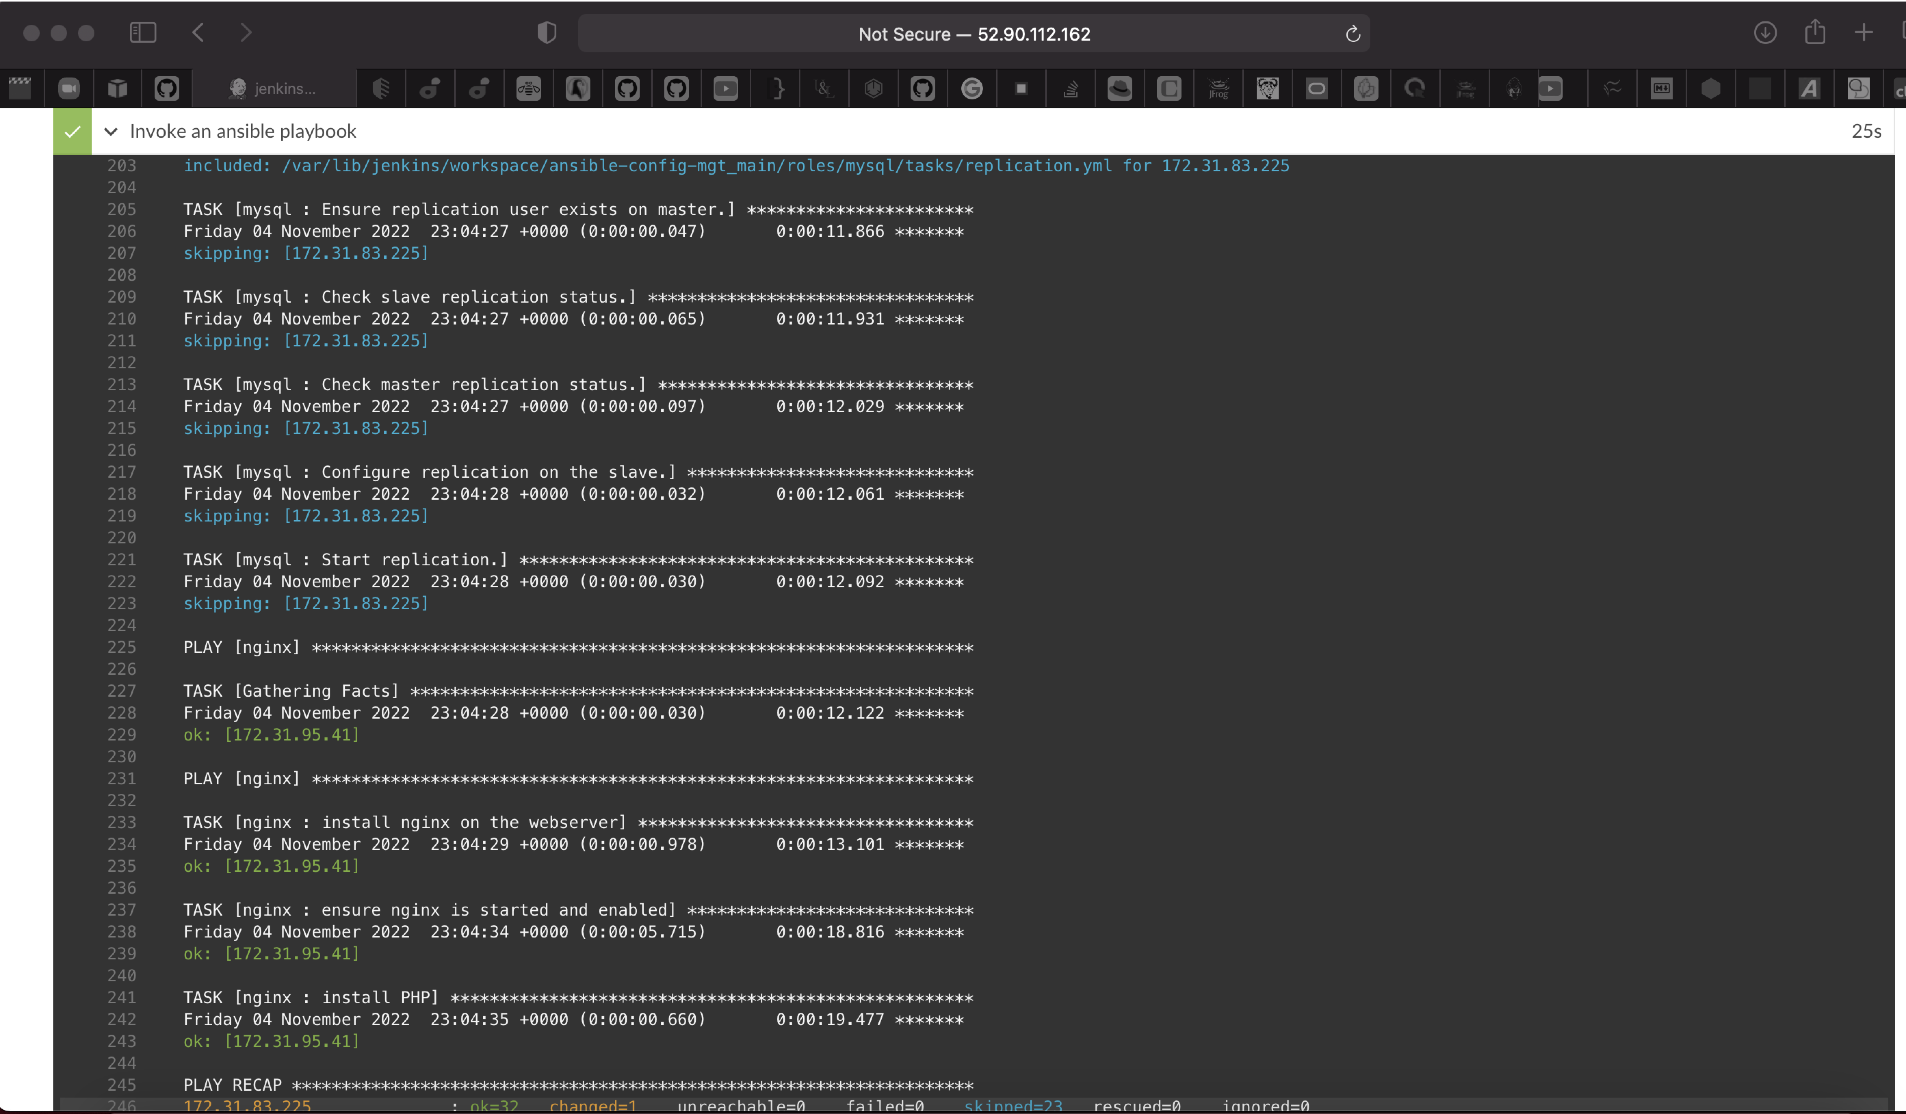 Not Secure — 52.90.112.162
jenkins...
Invoke an ansible playbook
25s
203 included: /var/lib/jenkins/workspace/ansible-config-mgt_main/roles/mysql/tasks/replication.yml for 172.31.83.225
204
205 TASK [mysql : Ensure replication user exists on master.] ***********************
206 Friday 04 November 2022  23:04:27 +0000 (0:00:00.047)       0:00:11.866 *******
207 skipping: [172.31.83.225]
208
209 TASK [mysql : Check slave replication status.] *********************************
210 Friday 04 November 2022  23:04:27 +0000 (0:00:00.065)       0:00:11.931 *******
211 skipping: [172.31.83.225]
212
213 TASK [mysql : Check master replication status.] ********************************
214 Friday 04 November 2022  23:04:27 +0000 (0:00:00.097)       0:00:12.029 *******
215 skipping: [172.31.83.225]
216
217 TASK [mysql : Configure replication on the slave.] *****************************
218 Friday 04 November 2022  23:04:28 +0000 (0:00:00.032)       0:00:12.061 *******
219 skipping: [172.31.83.225]
220
221 TASK [mysql : Start replication.] **********************************************
222 Friday 04 November 2022  23:04:28 +0000 (0:00:00.030)       0:00:12.092 *******
223 skipping: [172.31.83.225]
224
225 PLAY [nginx] *******************************************************************
226
227 TASK [Gathering Facts] *********************************************************
228 Friday 04 November 2022  23:04:28 +0000 (0:00:00.030)       0:00:12.122 *******
229 ok: [172.31.95.41]
230
231 PLAY [nginx] *******************************************************************
232
233 TASK [nginx : install nginx on the webserver] **********************************
234 Friday 04 November 2022  23:04:29 +0000 (0:00:00.978)       0:00:13.101 *******
235 ok: [172.31.95.41]
236
237 TASK [nginx : ensure nginx is started and enabled] *****************************
238 Friday 04 November 2022  23:04:34 +0000 (0:00:05.715)       0:00:18.816 *******
239 ok: [172.31.95.41]
240
241 TASK [nginx : install PHP] *****************************************************
242 Friday 04 November 2022  23:04:35 +0000 (0:00:00.660)       0:00:19.477 *******
243 ok: [172.31.95.41]
244
245 PLAY RECAP *********************************************************************
246 172.31.83.225              : ok=32   changed=1    unreachable=0    failed=0    skipped=23   rescued=0    ignored=0